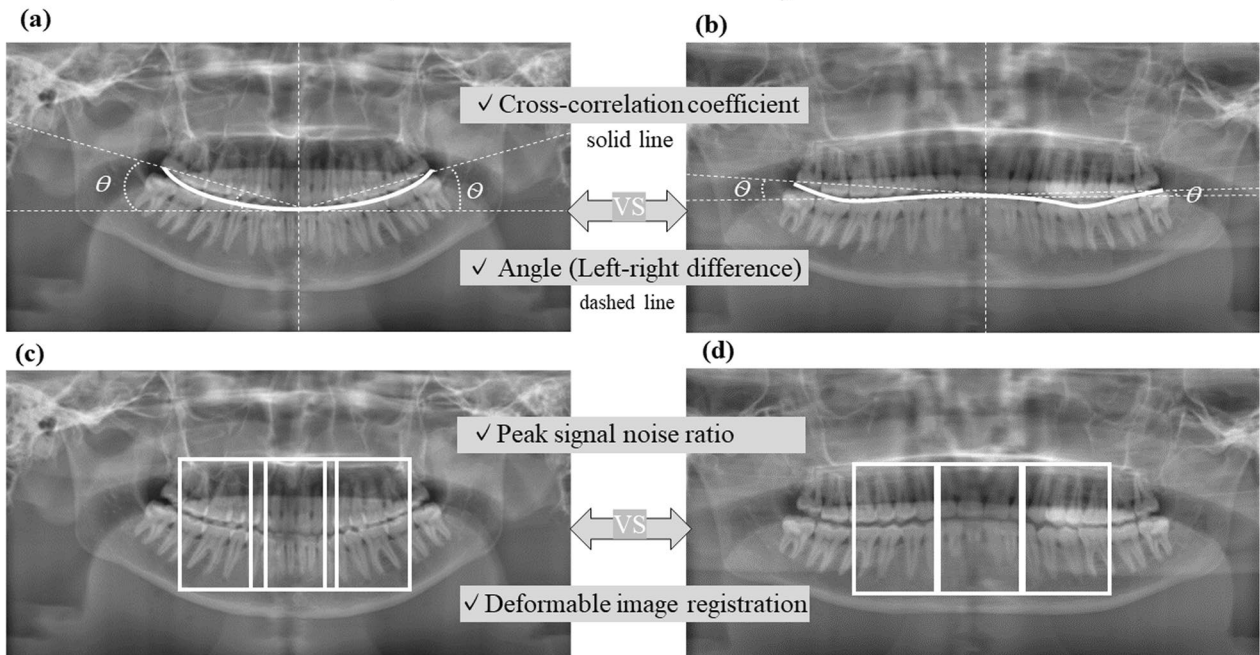 (a)
(b)
✓ Cross-correlation coefficient
solid line
θ
θ
VS
θ
θ
✓ Angle (Left-right difference)
dashed line
(c)
(d)
✓ Peak signal noise ratio
VS
✓ Deformable image registration